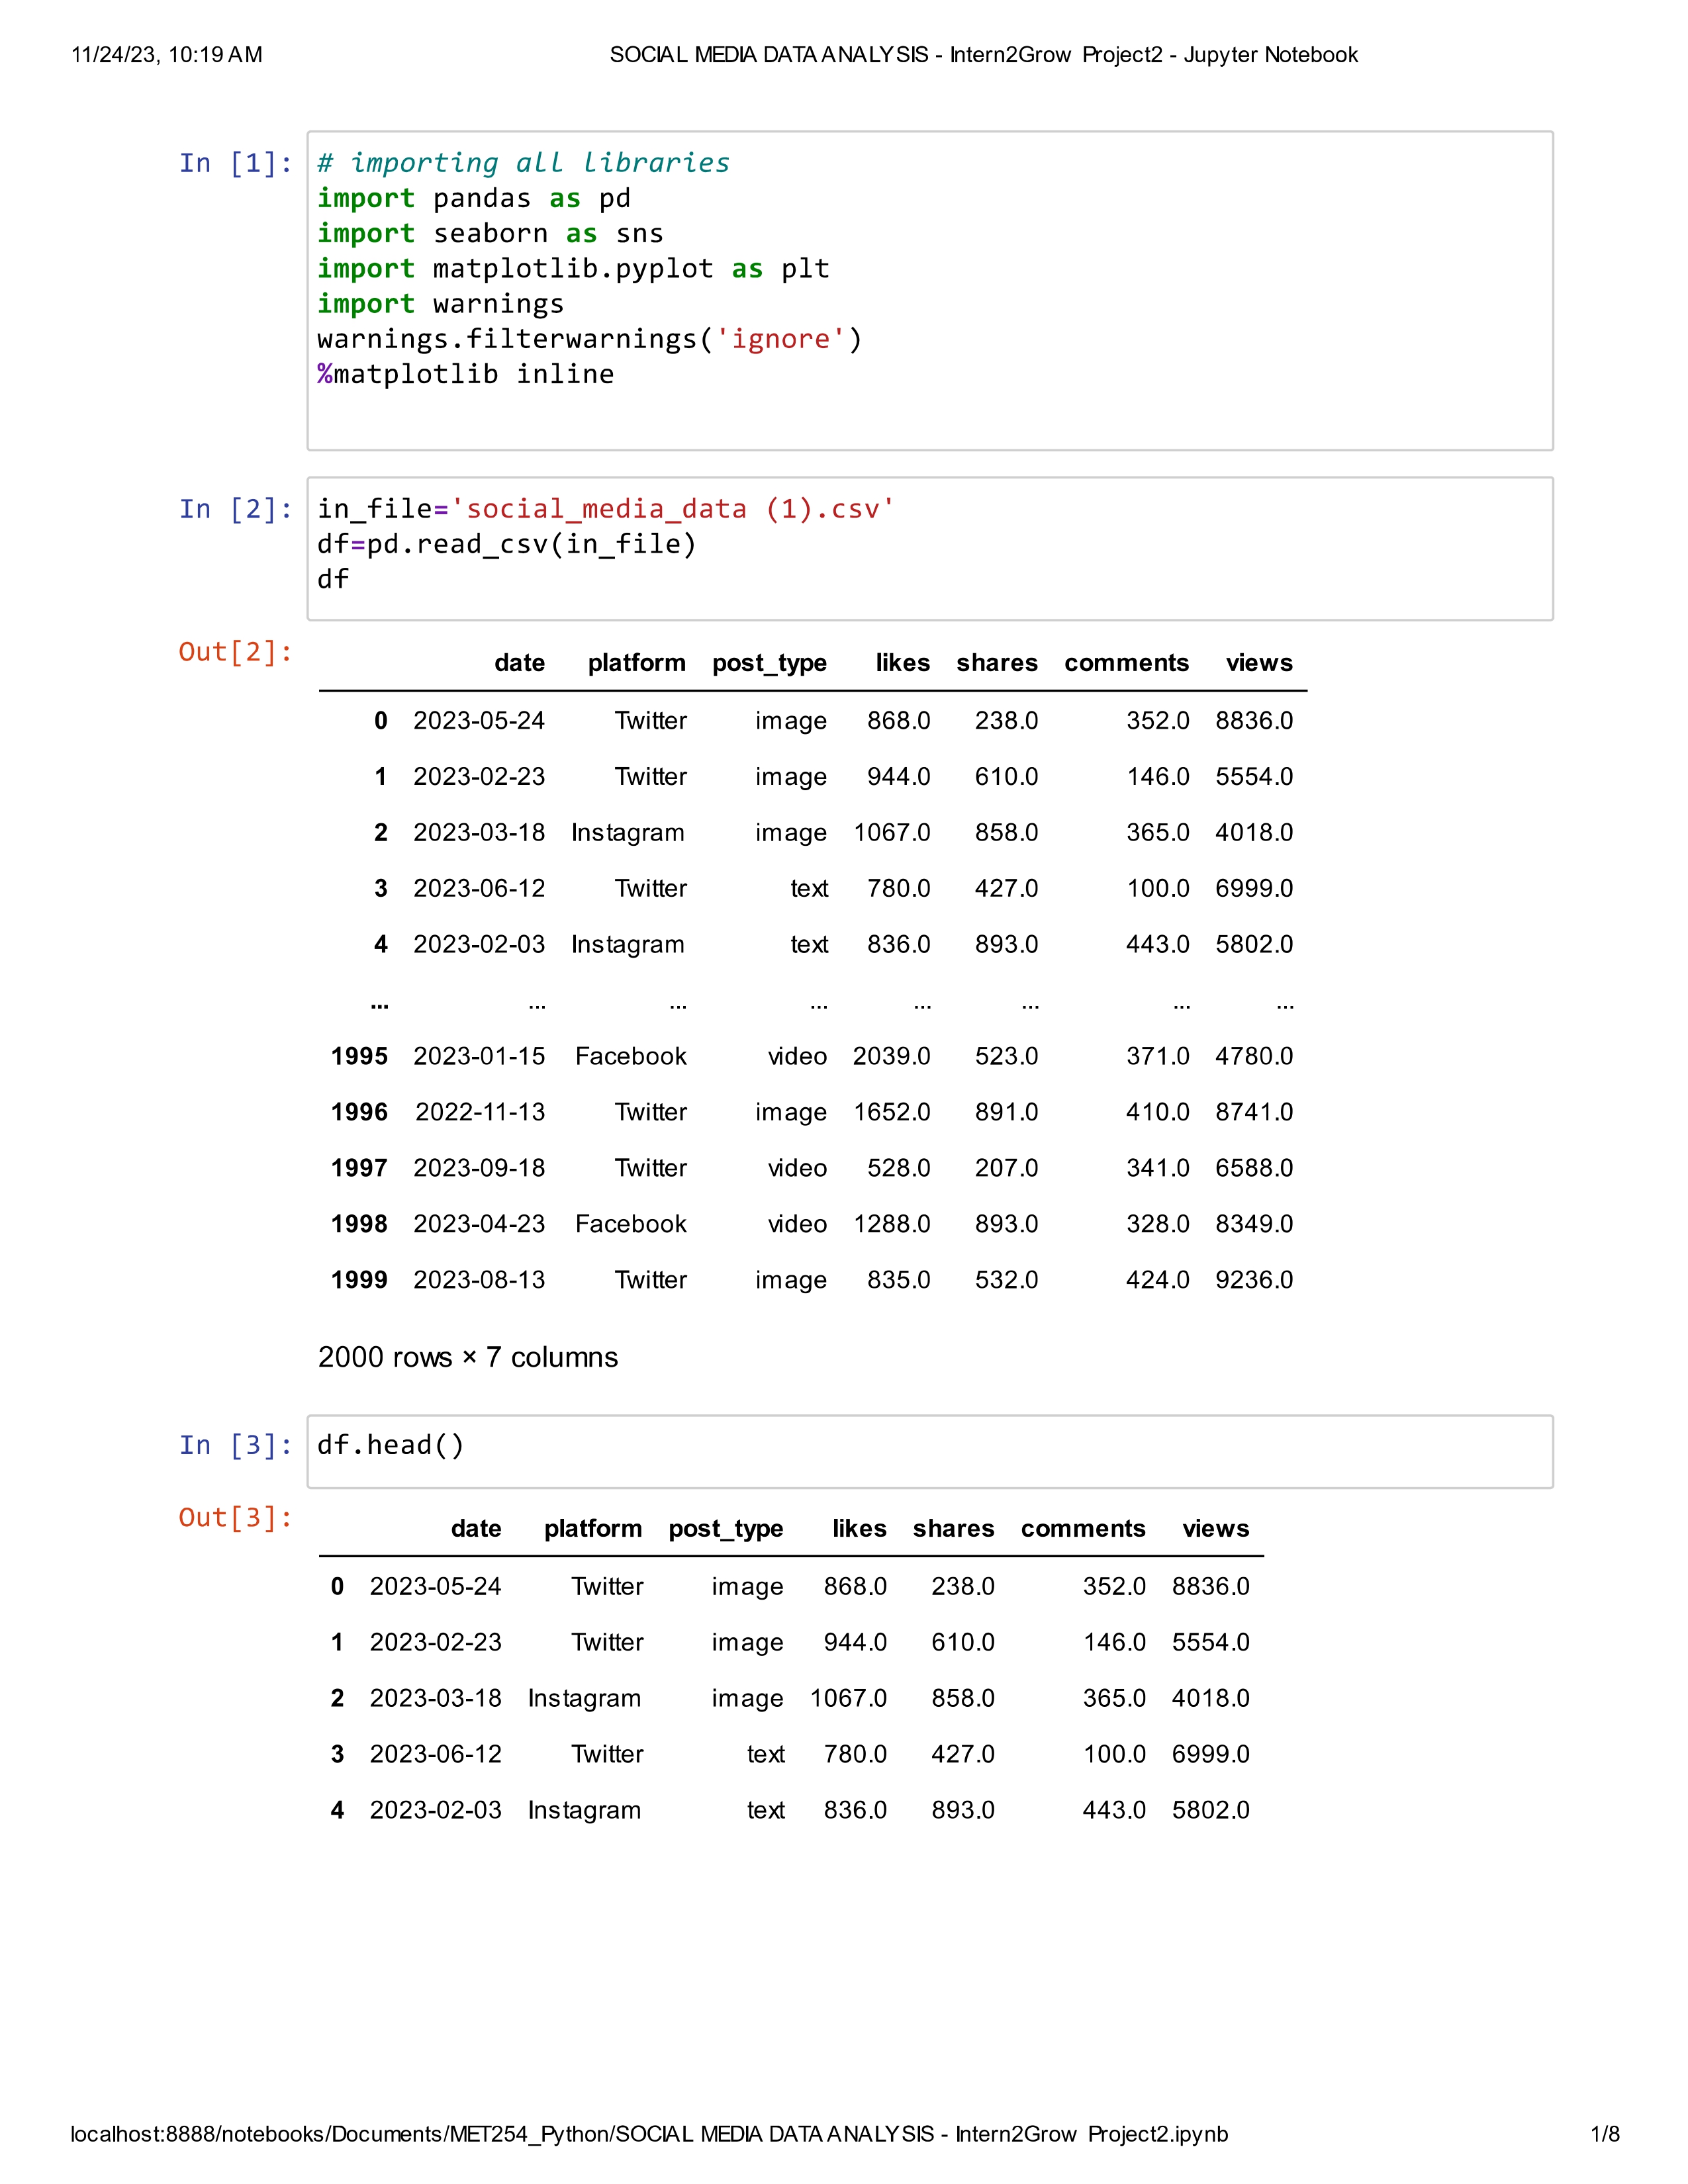 11/24/23, 10:19 AM SOCIAL MEDIA DATA ANALYSIS - Intern2Grow Project2 - Jupyter Notebook
In [1]: # importing all libraries
import pandas as pd
import seaborn as sns
import matplotlib.pyplot as plt
import warnings
warnings.filterwarnings('ignore')
%matplotlib inline
In [2]: in_file='social_media_data (1).csv'
df=pd.read_csv(in_file)
df
Out[2]:
date platform post_type likes shares comments views
0 2023-05-24 Twitter image 868.0 238.0 352.0 8836.0
1 2023-02-23 Twitter image 944.0 610.0 146.0 5554.0
2 2023-03-18 Instagram image 1067.0 858.0 365.0 4018.0
3 2023-06-12 Twitter text 780.0 427.0 100.0 6999.0
4 2023-02-03 Instagram text 836.0 893.0 443.0 5802.0
... ... ... ... ... ... ... ...
1995 2023-01-15 Facebook video 2039.0 523.0 371.0 4780.0
1996 2022-11-13 Twitter image 1652.0 891.0 410.0 8741.0
1997 2023-09-18 Twitter video 528.0 207.0 341.0 6588.0
1998 2023-04-23 Facebook video 1288.0 893.0 328.0 8349.0
1999 2023-08-13 Twitter image 835.0 532.0 424.0 9236.0
2000 rows × 7 columns
In [3]: df.head()
Out[3]:
date platform post_type likes shares comments views
0 2023-05-24 Twitter image 868.0 238.0 352.0 8836.0
1 2023-02-23 Twitter image 944.0 610.0 146.0 5554.0
2 2023-03-18 Instagram image 1067.0 858.0 365.0 4018.0
3 2023-06-12 Twitter text 780.0 427.0 100.0 6999.0
4 2023-02-03 Instagram text 836.0 893.0 443.0 5802.0
localhost:8888/notebooks/Documents/MET254_Python/SOCIAL MEDIA DATA ANALYSIS - Intern2Grow Project2.ipynb 1/8